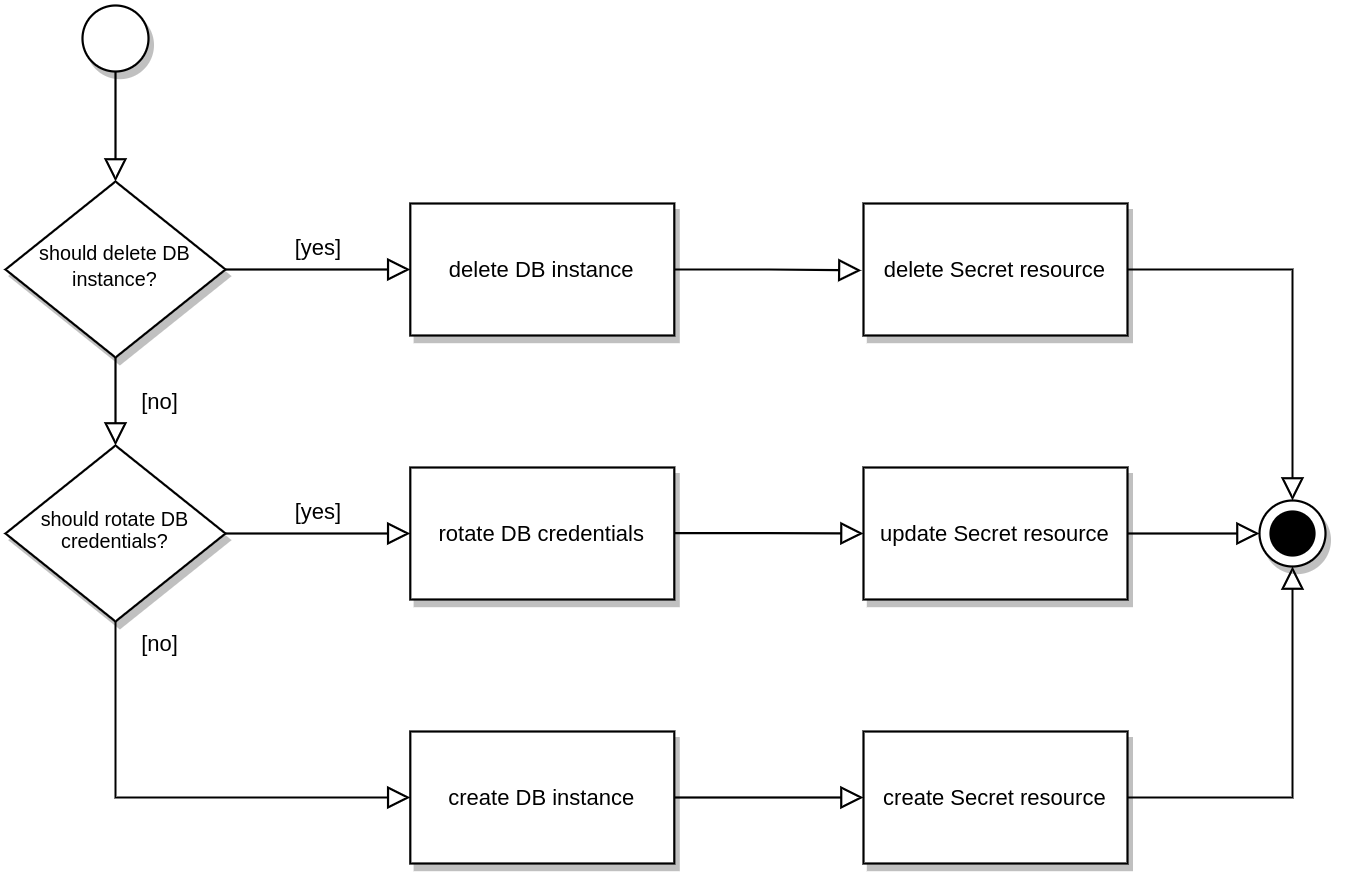 should delete DB
instance?
[yes]
delete DB instance
delete Secret resource
[no]
should rotate DB
credentials?
[yes]
rotate DB credentials
update Secret resource
[no]
create DB instance
create Secret resource